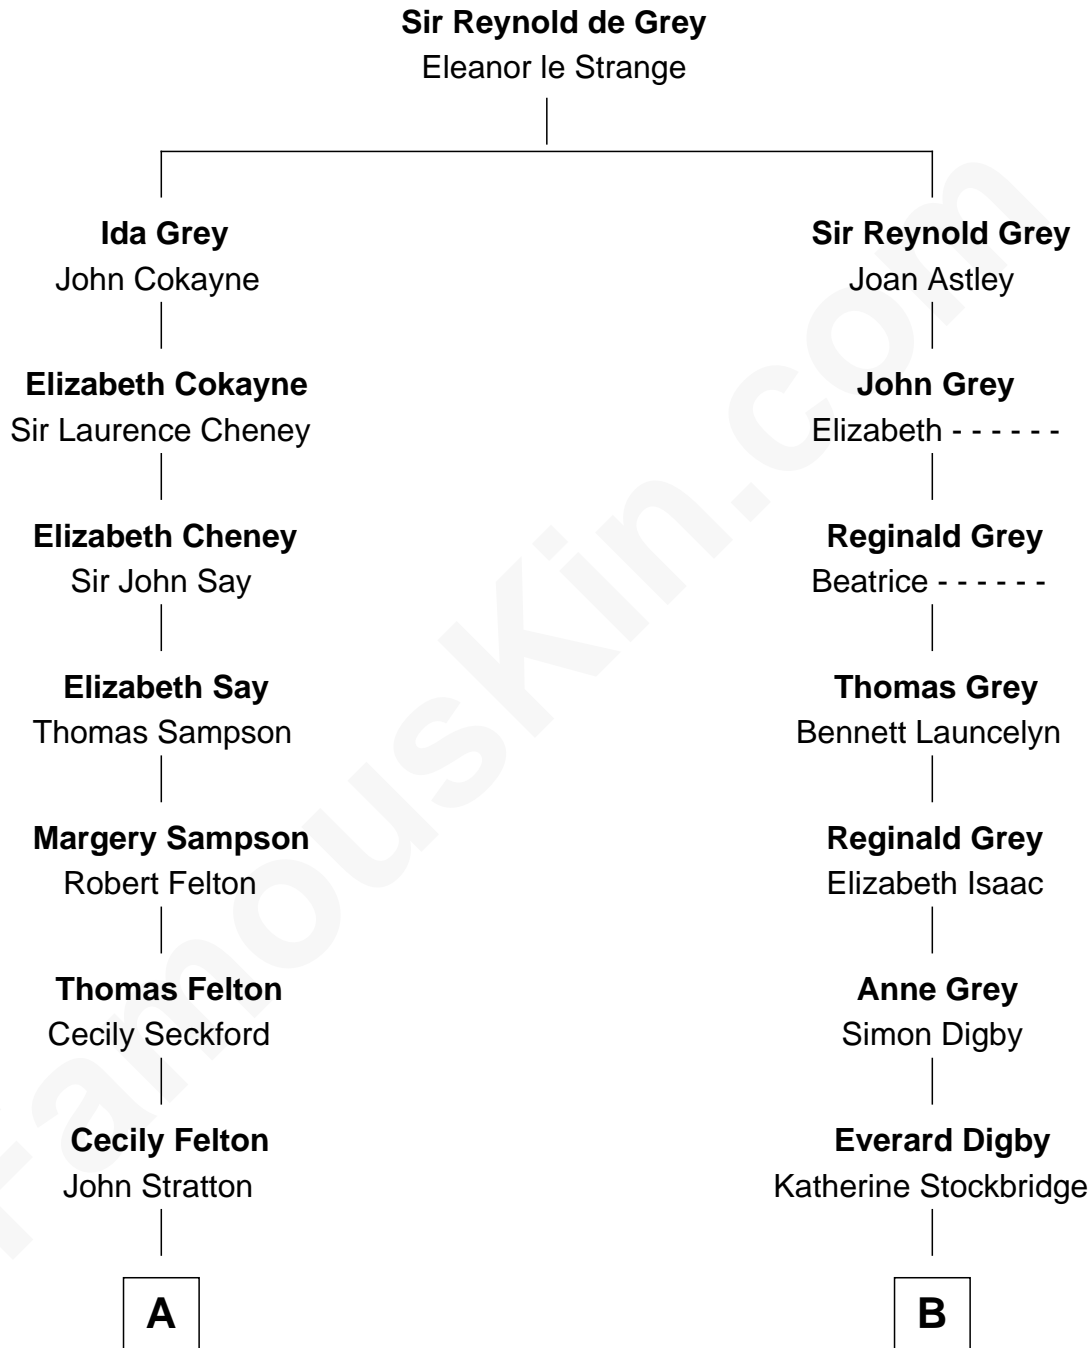 Sir Reynold de Grey
Eleanor le Strange
Ida Grey
John Cokayne
Sir Reynold Grey
Joan Astley
Elizabeth Cokayne
Sir Laurence Cheney
John Grey
Elizabeth - - - - - -
Elizabeth Cheney
Sir John Say
Reginald Grey
Beatrice - - - - - -
Elizabeth Say
Thomas Sampson
Thomas Grey
Bennett Launcelyn
Margery Sampson
Robert Felton
Reginald Grey
Elizabeth Isaac
Thomas Felton
Cecily Seckford
Anne Grey
Simon Digby
Cecily Felton
John Stratton
Everard Digby
Katherine Stockbridge
A
B
FamousKin.com